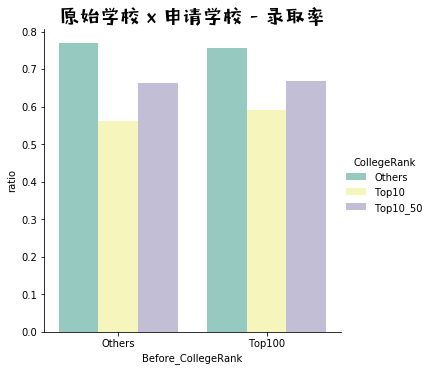 原始学校 x 申请学校 - 录取率
0.8
0.7
0.6
0.5
0.4
0.3
0.2
0.1
0.0
ratio
Others
Top100
Before_CollegeRank
CollegeRank
Others
Top10
Top10_50